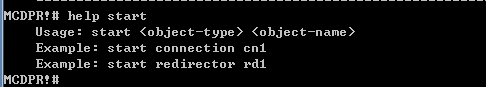 MCDPR!# help start
Usage: start <object-type> <object-name>
Example: start connection cn1
Example: start redirector rd1
MCDPR!#